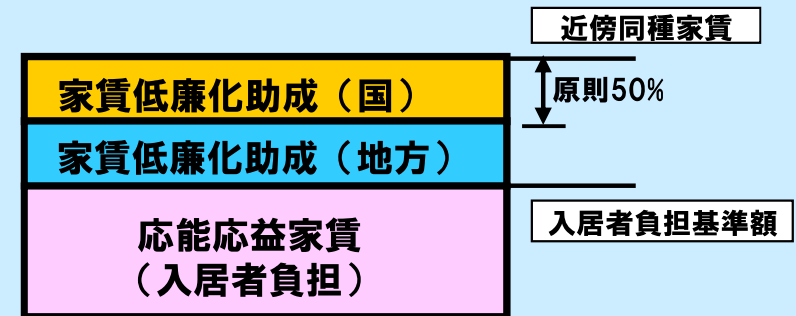 近傍同種家賃
家賃低廉化助成（国）
原則50%
家賃低廉化助成（地方）
入居者負担基準額
応能応益家賃
（入居者負担）